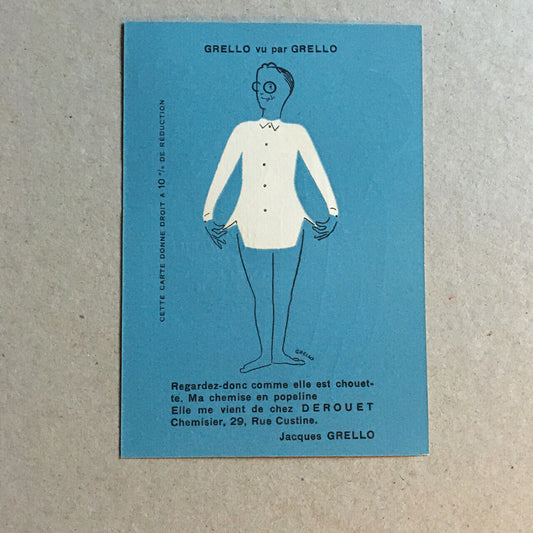 GRELLO vu par GRELLO
CETTE CARTE DONNE DROIT A 10 % DE RÉDUCTION
GRELLO
Regardez-donc comme elle est chouet-
te. Ma chemise en popeline
Elle me vient de chez DEROUET
Chemisier, 29, Rue Custine.
Jacques GRELLO